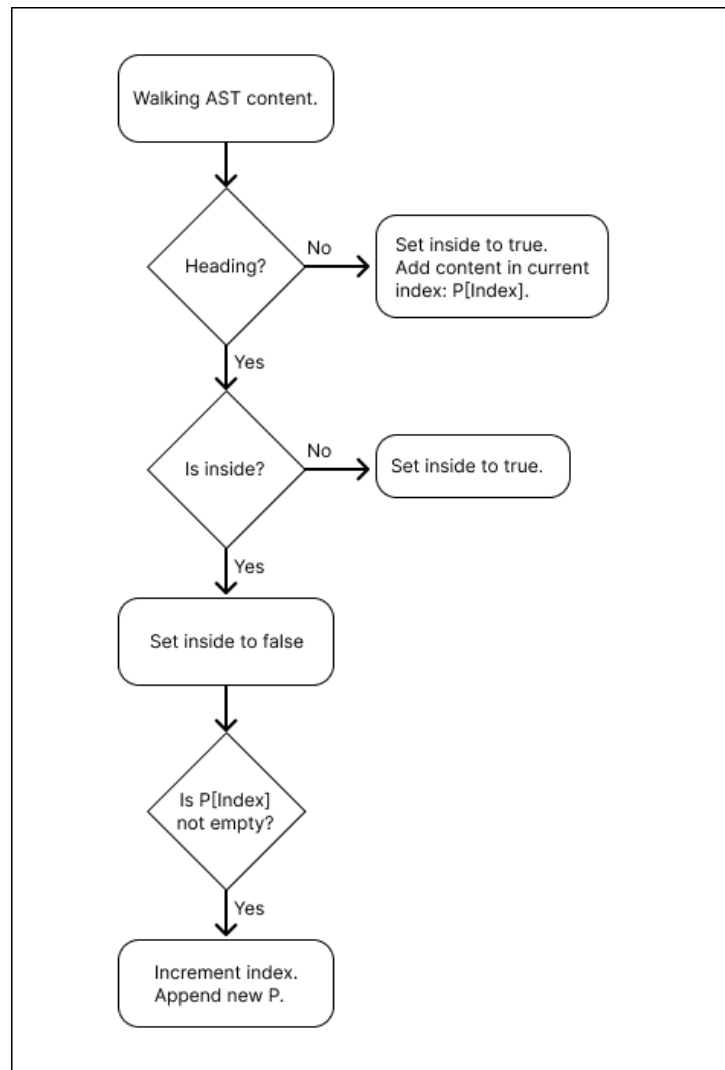 Walking AST content.
Heading?
No
Set inside to true.
Add content in current
index: P[Index].
Yes
Is inside?
No
Set inside to true.
Yes
Set inside to false
Is P[Index]
not empty?
Yes
Increment index.
Append new P.